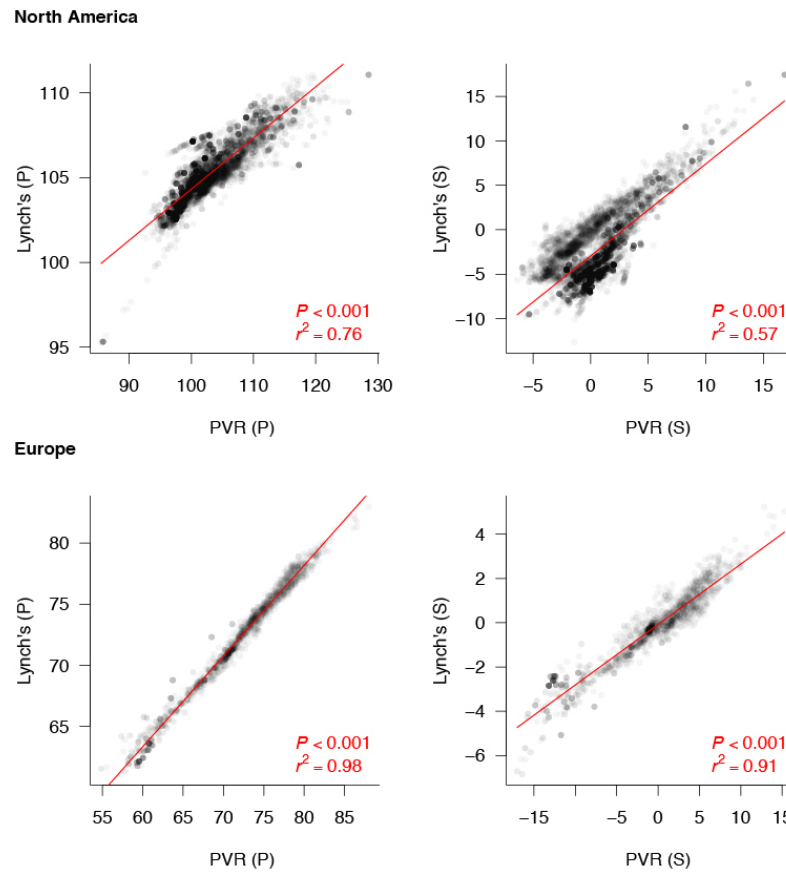 North America
110
105
100
95
Lynch's (P)
P < 0.001
r² = 0.76
90 100 110 120 130
PVR (P)
15
10
5
0
−5
−10
Lynch's (S)
P < 0.001
r² = 0.57
−5 0 5 10 15
PVR (S)
Europe
80
75
70
65
Lynch's (P)
P < 0.001
r² = 0.98
55 60 65 70 75 80 85
PVR (P)
4
2
0
−2
−4
−6
Lynch's (S)
P < 0.001
r² = 0.91
−15 −5 0 5 10 15
PVR (S)